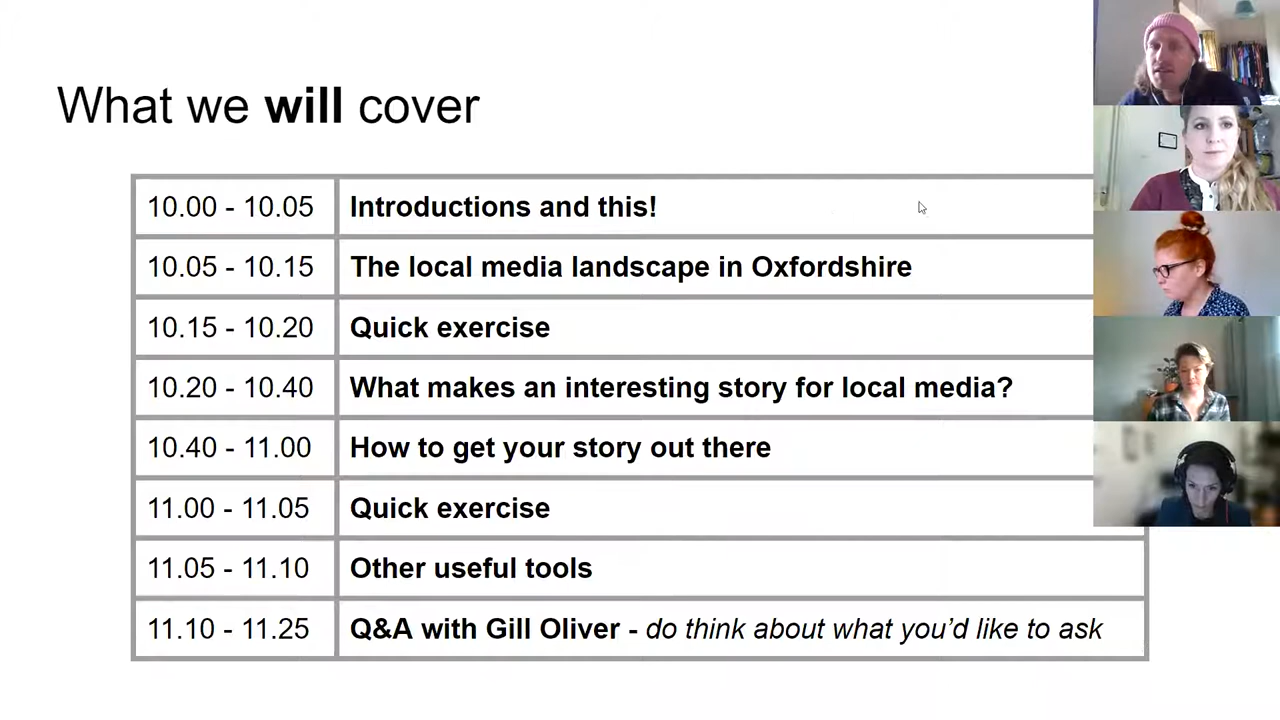 What we will cover
10.00 - 10.05 Introductions and this!
10.05 - 10.15 The local media landscape in Oxfordshire
10.15 - 10.20 Quick exercise
10.20 - 10.40 What makes an interesting story for local media?
10.40 - 11.00 How to get your story out there
11.00 - 11.05 Quick exercise
11.05 - 11.10 Other useful tools
11.10 - 11.25 Q&A with Gill Oliver - do think about what you'd like to ask